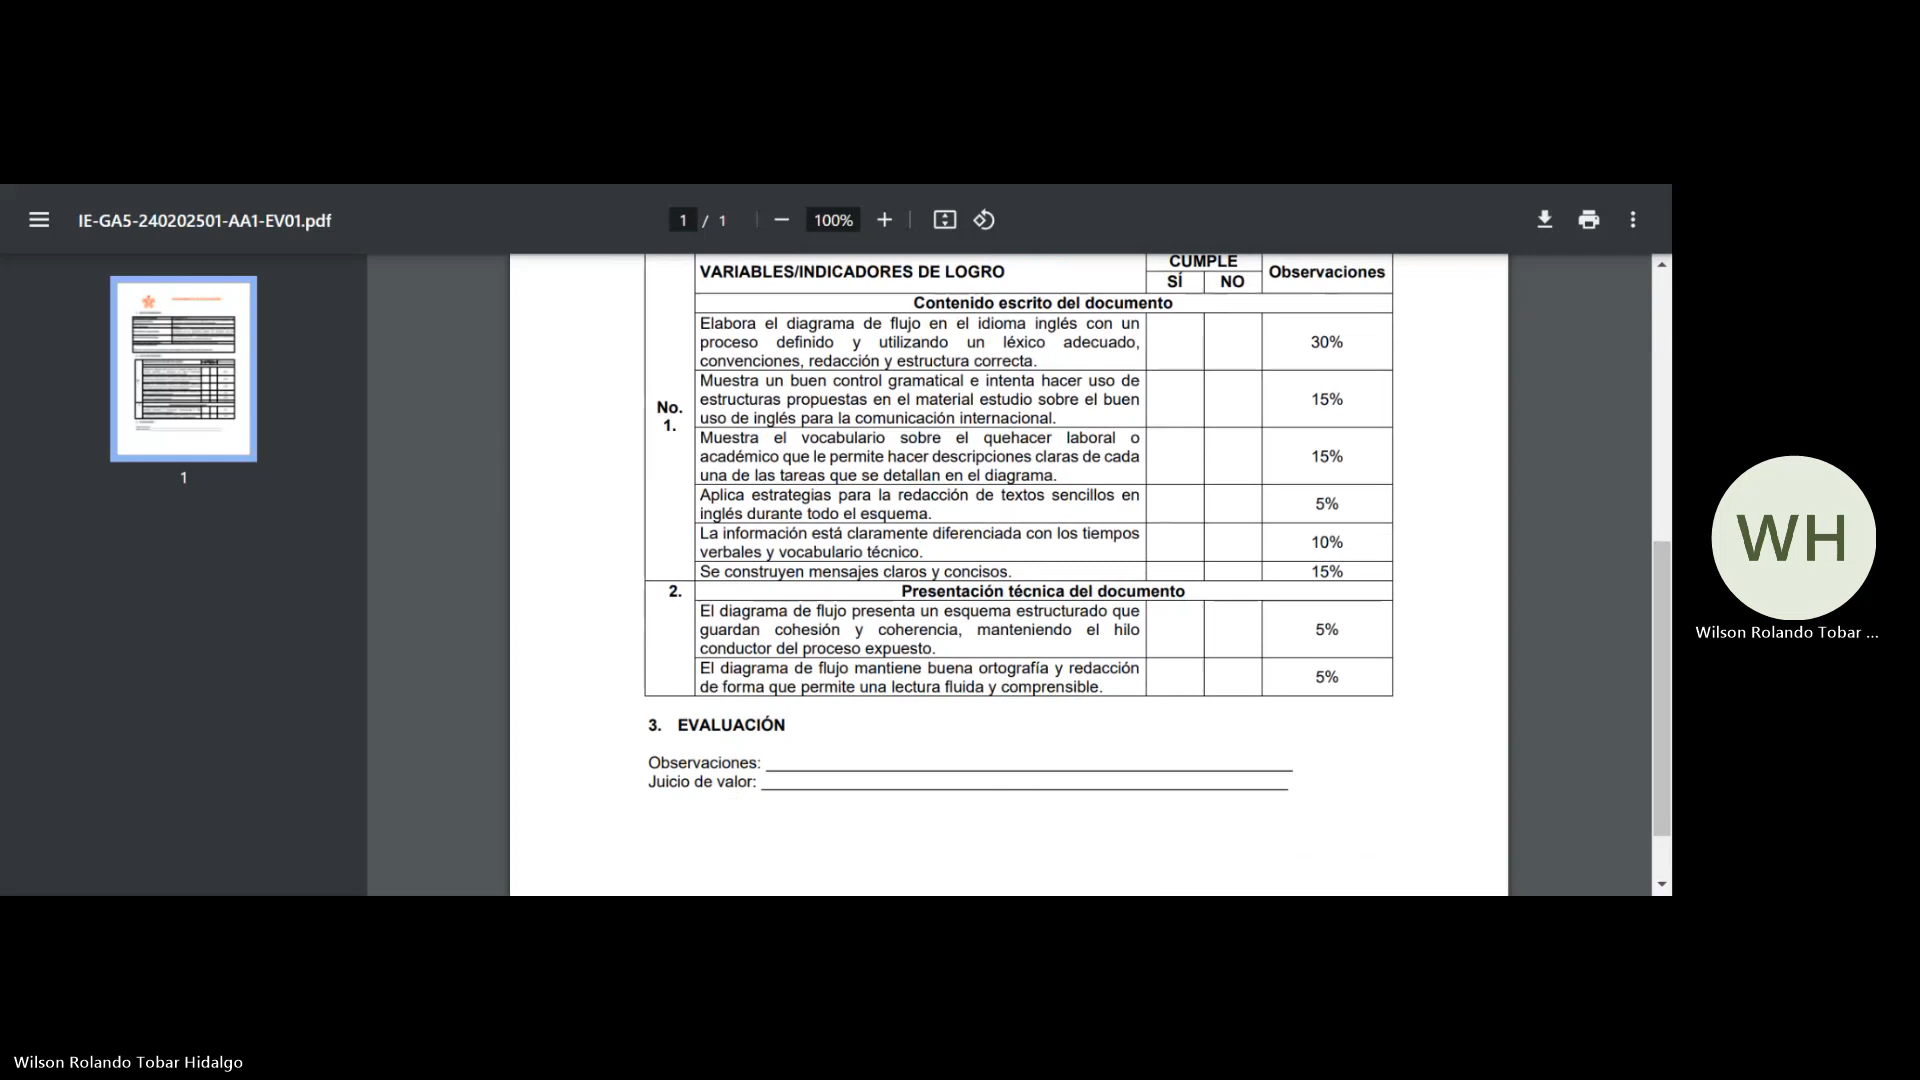 IE-GA5-240202501-AA1-EV01.pdf
1 / 1
100%
1
VARIABLES/INDICADORES DE LOGRO
CUMPLE
SÍ NO
Observaciones
Contenido escrito del documento
No.
1.
Elabora el diagrama de flujo en el idioma inglés con un
proceso definido y utilizando un léxico adecuado,
convenciones, redacción y estructura correcta.
30%
Muestra un buen control gramatical e intenta hacer uso de
estructuras propuestas en el material estudio sobre el buen
uso de inglés para la comunicación internacional.
15%
Muestra el vocabulario sobre el quehacer laboral o
académico que le permite hacer descripciones claras de cada
una de las tareas que se detallan en el diagrama.
15%
Aplica estrategias para la redacción de textos sencillos en
inglés durante todo el esquema.
5%
La información está claramente diferenciada con los tiempos
verbales y vocabulario técnico.
10%
Se construyen mensajes claros y concisos.
15%
2.
Presentación técnica del documento
El diagrama de flujo presenta un esquema estructurado que
guardan cohesión y coherencia, manteniendo el hilo
conductor del proceso expuesto.
5%
El diagrama de flujo mantiene buena ortografía y redacción
de forma que permite una lectura fluida y comprensible.
5%
3. EVALUACIÓN
Observaciones:
Juicio de valor:
WH
Wilson Rolando Tobar ...
Wilson Rolando Tobar Hidalgo